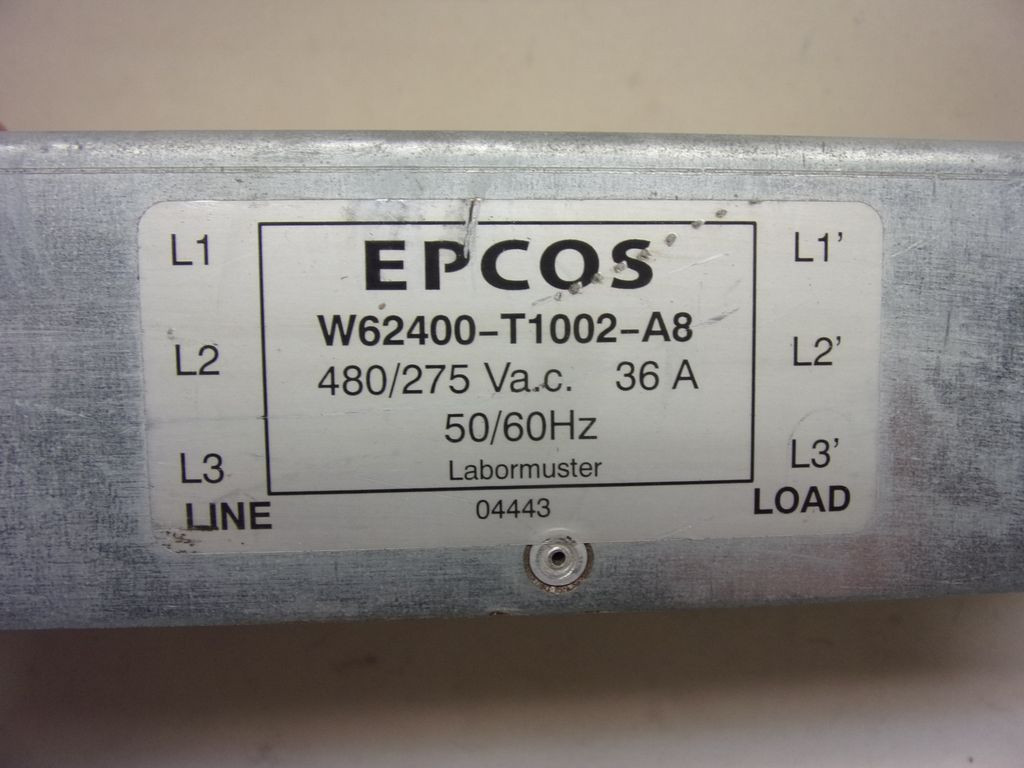 EPCOS
L1 L1'
W62400-T1002-A8
L2 480/275 Va.c. 36 A L2'
50/60Hz
L3 Labormuster L3'
LINE 04443 LOAD